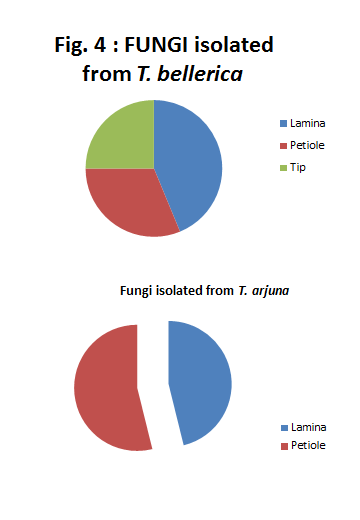 Fig. 4 : FUNGI isolated
from T. bellerica
Lamina
Petiole
Tip
Fungi isolated from T. arjuna
Lamina
Petiole